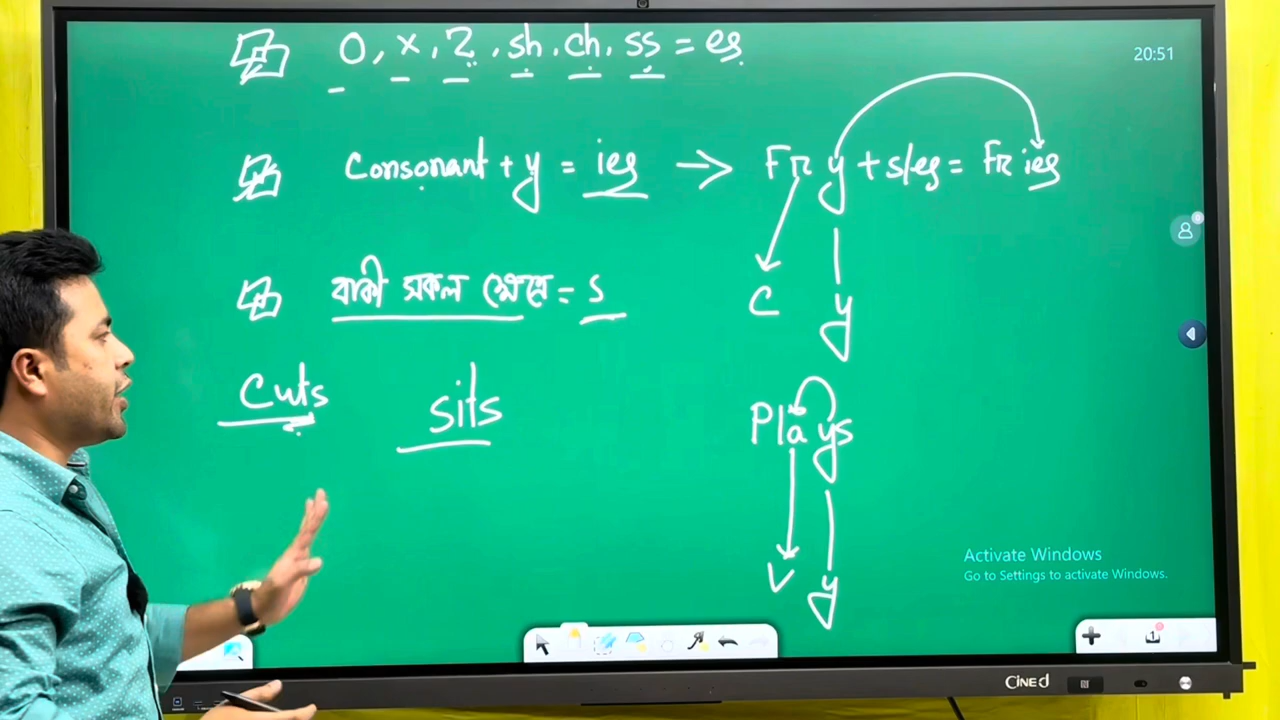 o, x, z, sh, ch, ss = es
20:51
Consonant + y = ies → Fry + s/es = Fries
C
y
বাকী সকল ক্ষেত্রে = s
Cuts sits
Plays
V
y
Activate Windows
Go to Settings to activate Windows.
CINEd